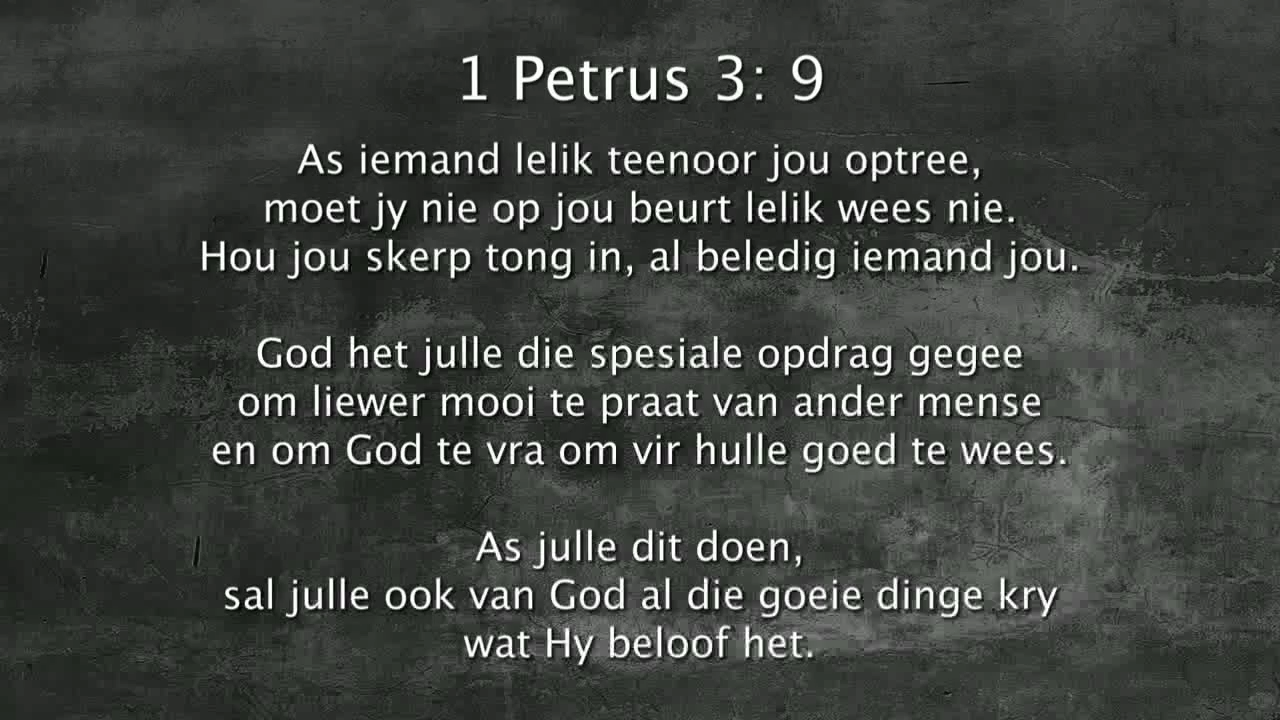 1 Petrus 3: 9
As iemand lelik teenoor jou optree,
moet jy nie op jou beurt lelik wees nie.
Hou jou skerp tong in, al beledig iemand jou.
God het julle die spesiale opdrag gegee
om liewer mooi te praat van ander mense
en om God te vra om vir hulle goed te wees.
As julle dit doen,
sal julle ook van God al die goeie dinge kry
wat Hy beloof het.